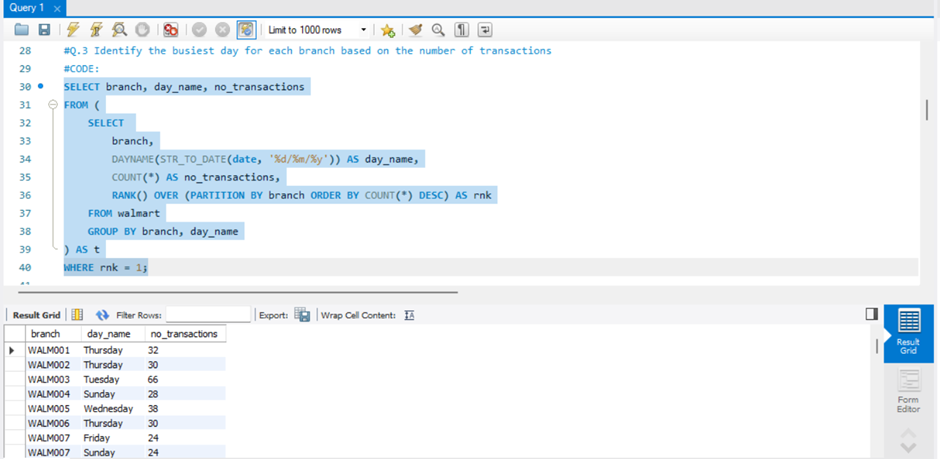 Query 1
Limit to 1000 rows
28 #Q.3 Identify the busiest day for each branch based on the number of transactions
29 #CODE:
30 SELECT branch, day_name, no_transactions
31 FROM (
32 SELECT
33 branch,
34 DAYNAME(STR_TO_DATE(date, '%d/%m/%y')) AS day_name,
35 COUNT(*) AS no_transactions,
36 RANK() OVER (PARTITION BY branch ORDER BY COUNT(*) DESC) AS rnk
37 FROM walmart
38 GROUP BY branch, day_name
39 ) AS t
40 WHERE rnk = 1;
Result Grid Filter Rows: Export: Wrap Cell Content:
branch day_name no_transactions
WALM001 Thursday 32
WALM002 Thursday 30
WALM003 Tuesday 66
WALM004 Sunday 28
WALM005 Wednesday 38
WALM006 Thursday 30
WALM007 Friday 24
WALM007 Sunday 24
Result
Grid
Form
Editor